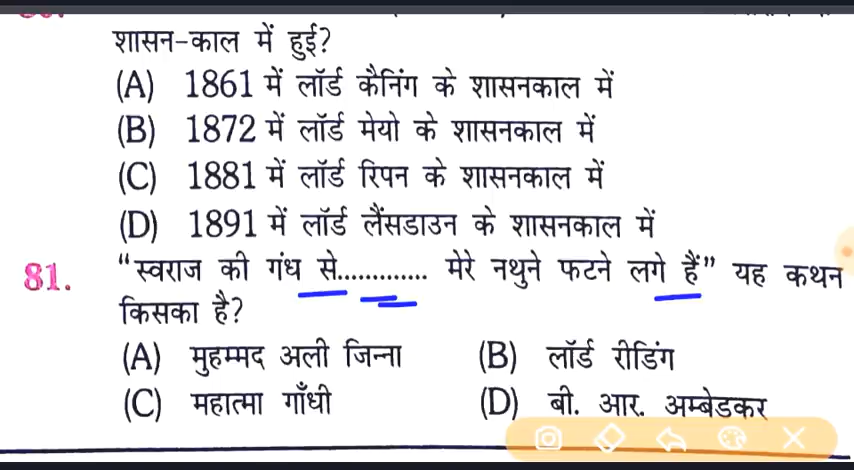 शासन-काल में हुई?
(A) 1861 में लॉर्ड कैनिंग के शासनकाल में
(B) 1872 में लॉर्ड मेयो के शासनकाल में
(C) 1881 में लॉर्ड रिपन के शासनकाल में
(D) 1891 में लॉर्ड लैंसडाउन के शासनकाल में
81. “स्वराज की गंध से.............. मेरे नथुने फटने लगे हैं” यह कथन
किसका है?
(A) मुहम्मद अली जिन्ना (B) लॉर्ड रीडिंग
(C) महात्मा गाँधी (D) बी. आर. अम्बेडकर